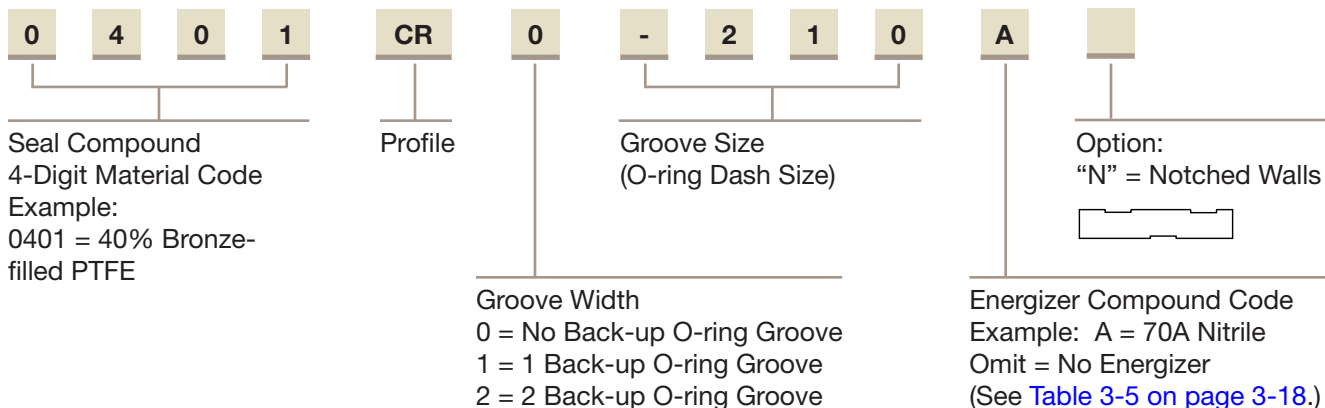 0 4 0 1 CR 0 - 2 1 0 A
Seal Compound
4-Digit Material Code
Example:
0401 = 40% Bronze-
filled PTFE
Profile
Groove Size
(O-ring Dash Size)
Option:
“N” = Notched Walls
Groove Width
0 = No Back-up O-ring Groove
1 = 1 Back-up O-ring Groove
2 = 2 Back-up O-ring Groove
Energizer Compound Code
Example: A = 70A Nitrile
Omit = No Energizer
(See Table 3-5 on page 3-18.)